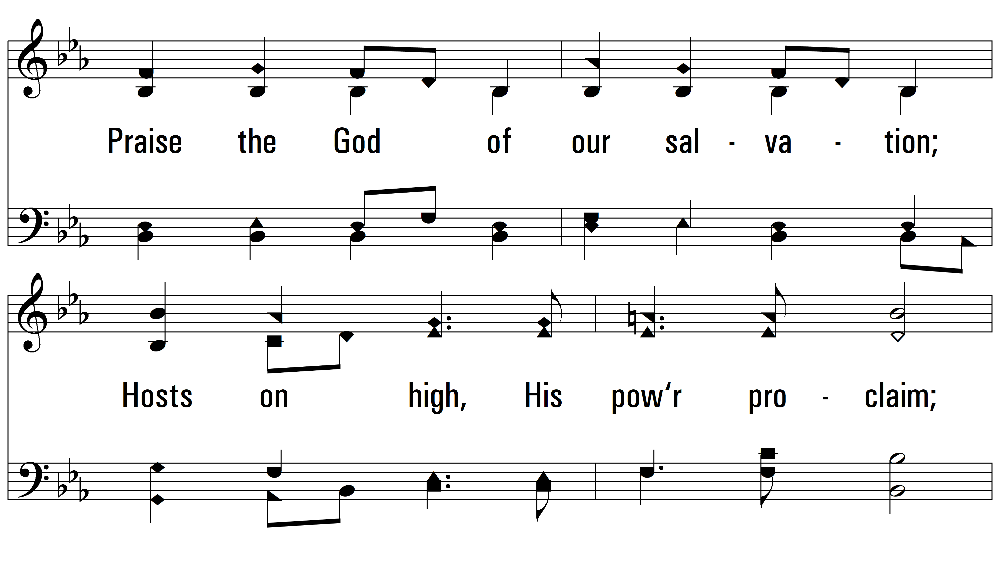 Praise the God of our sal - va - tion;
Hosts on high, His pow‘r pro - claim;